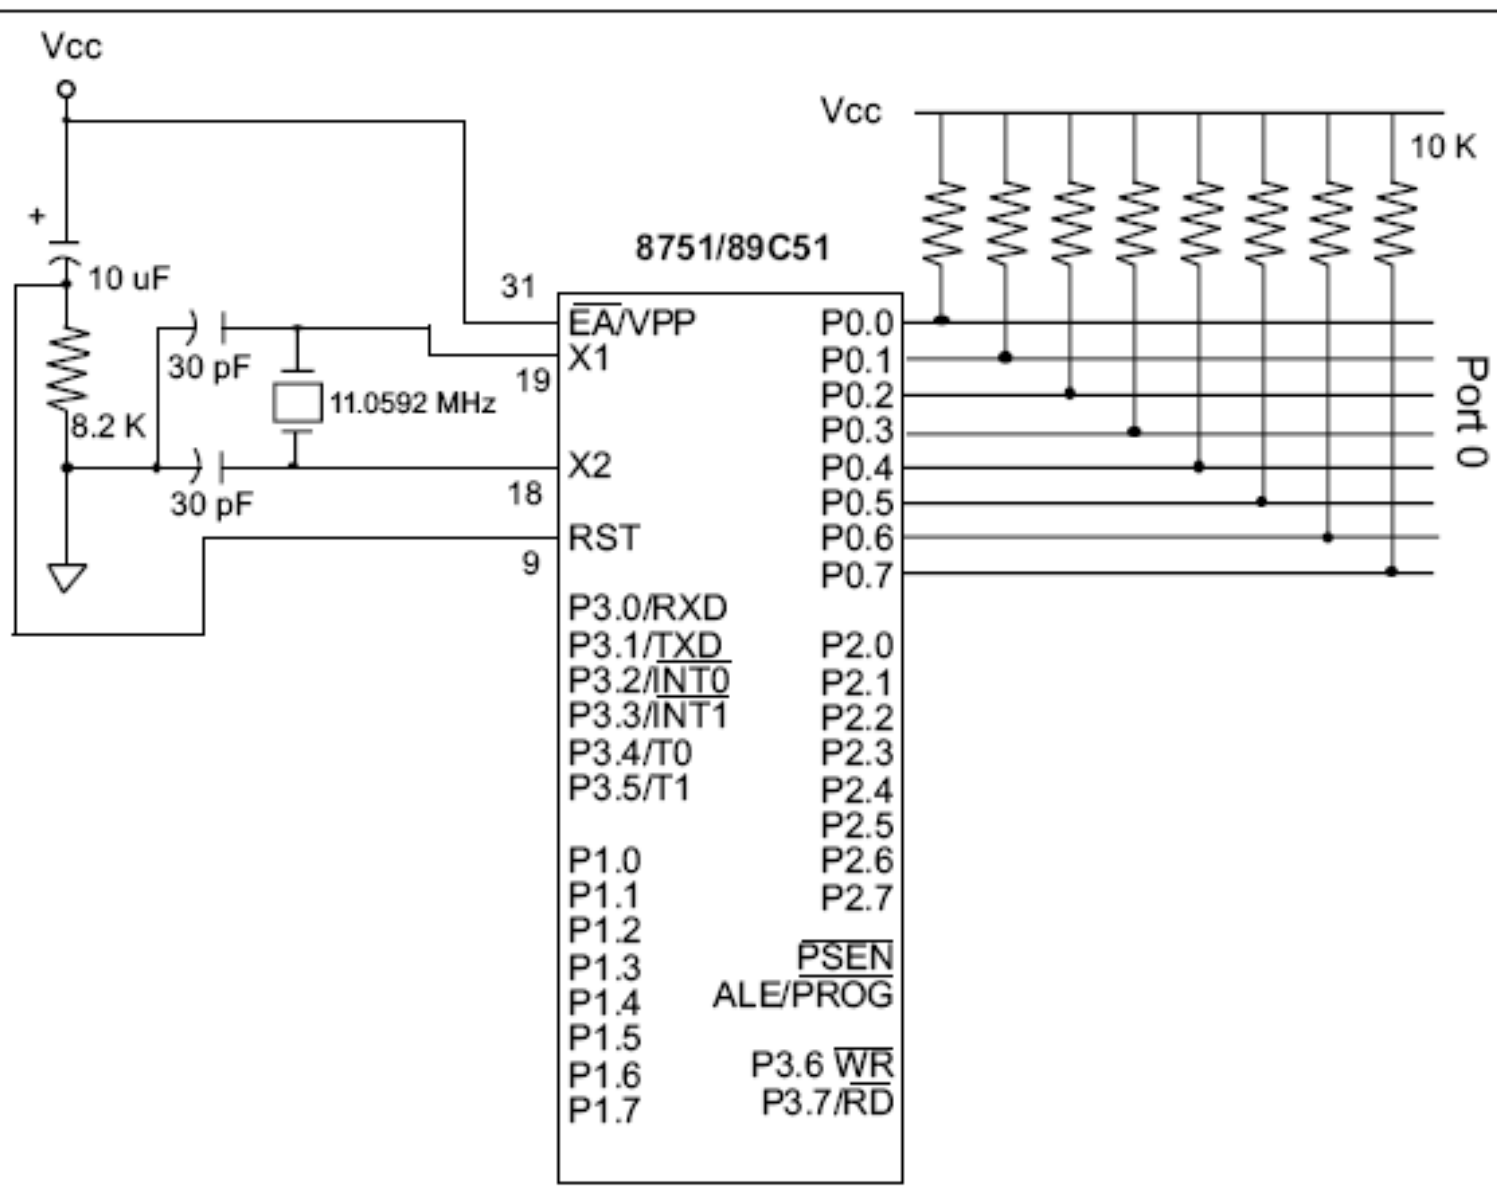 Vcc
+
10 uF
8.2 K
30 pF
30 pF
11.0592 MHz
31
19
18
9
8751/89C51
EA/VPP
X1
X2
RST
P3.0/RXD
P3.1/TXD
P3.2/INT0
P3.3/INT1
P3.4/T0
P3.5/T1
P1.0
P1.1
P1.2
P1.3
P1.4
P1.5
P1.6
P1.7
P0.0
P0.1
P0.2
P0.3
P0.4
P0.5
P0.6
P0.7
P2.0
P2.1
P2.2
P2.3
P2.4
P2.5
P2.6
P2.7
PSEN
ALE/PROG
P3.6 WR
P3.7/RD
Vcc
10 K
Port 0